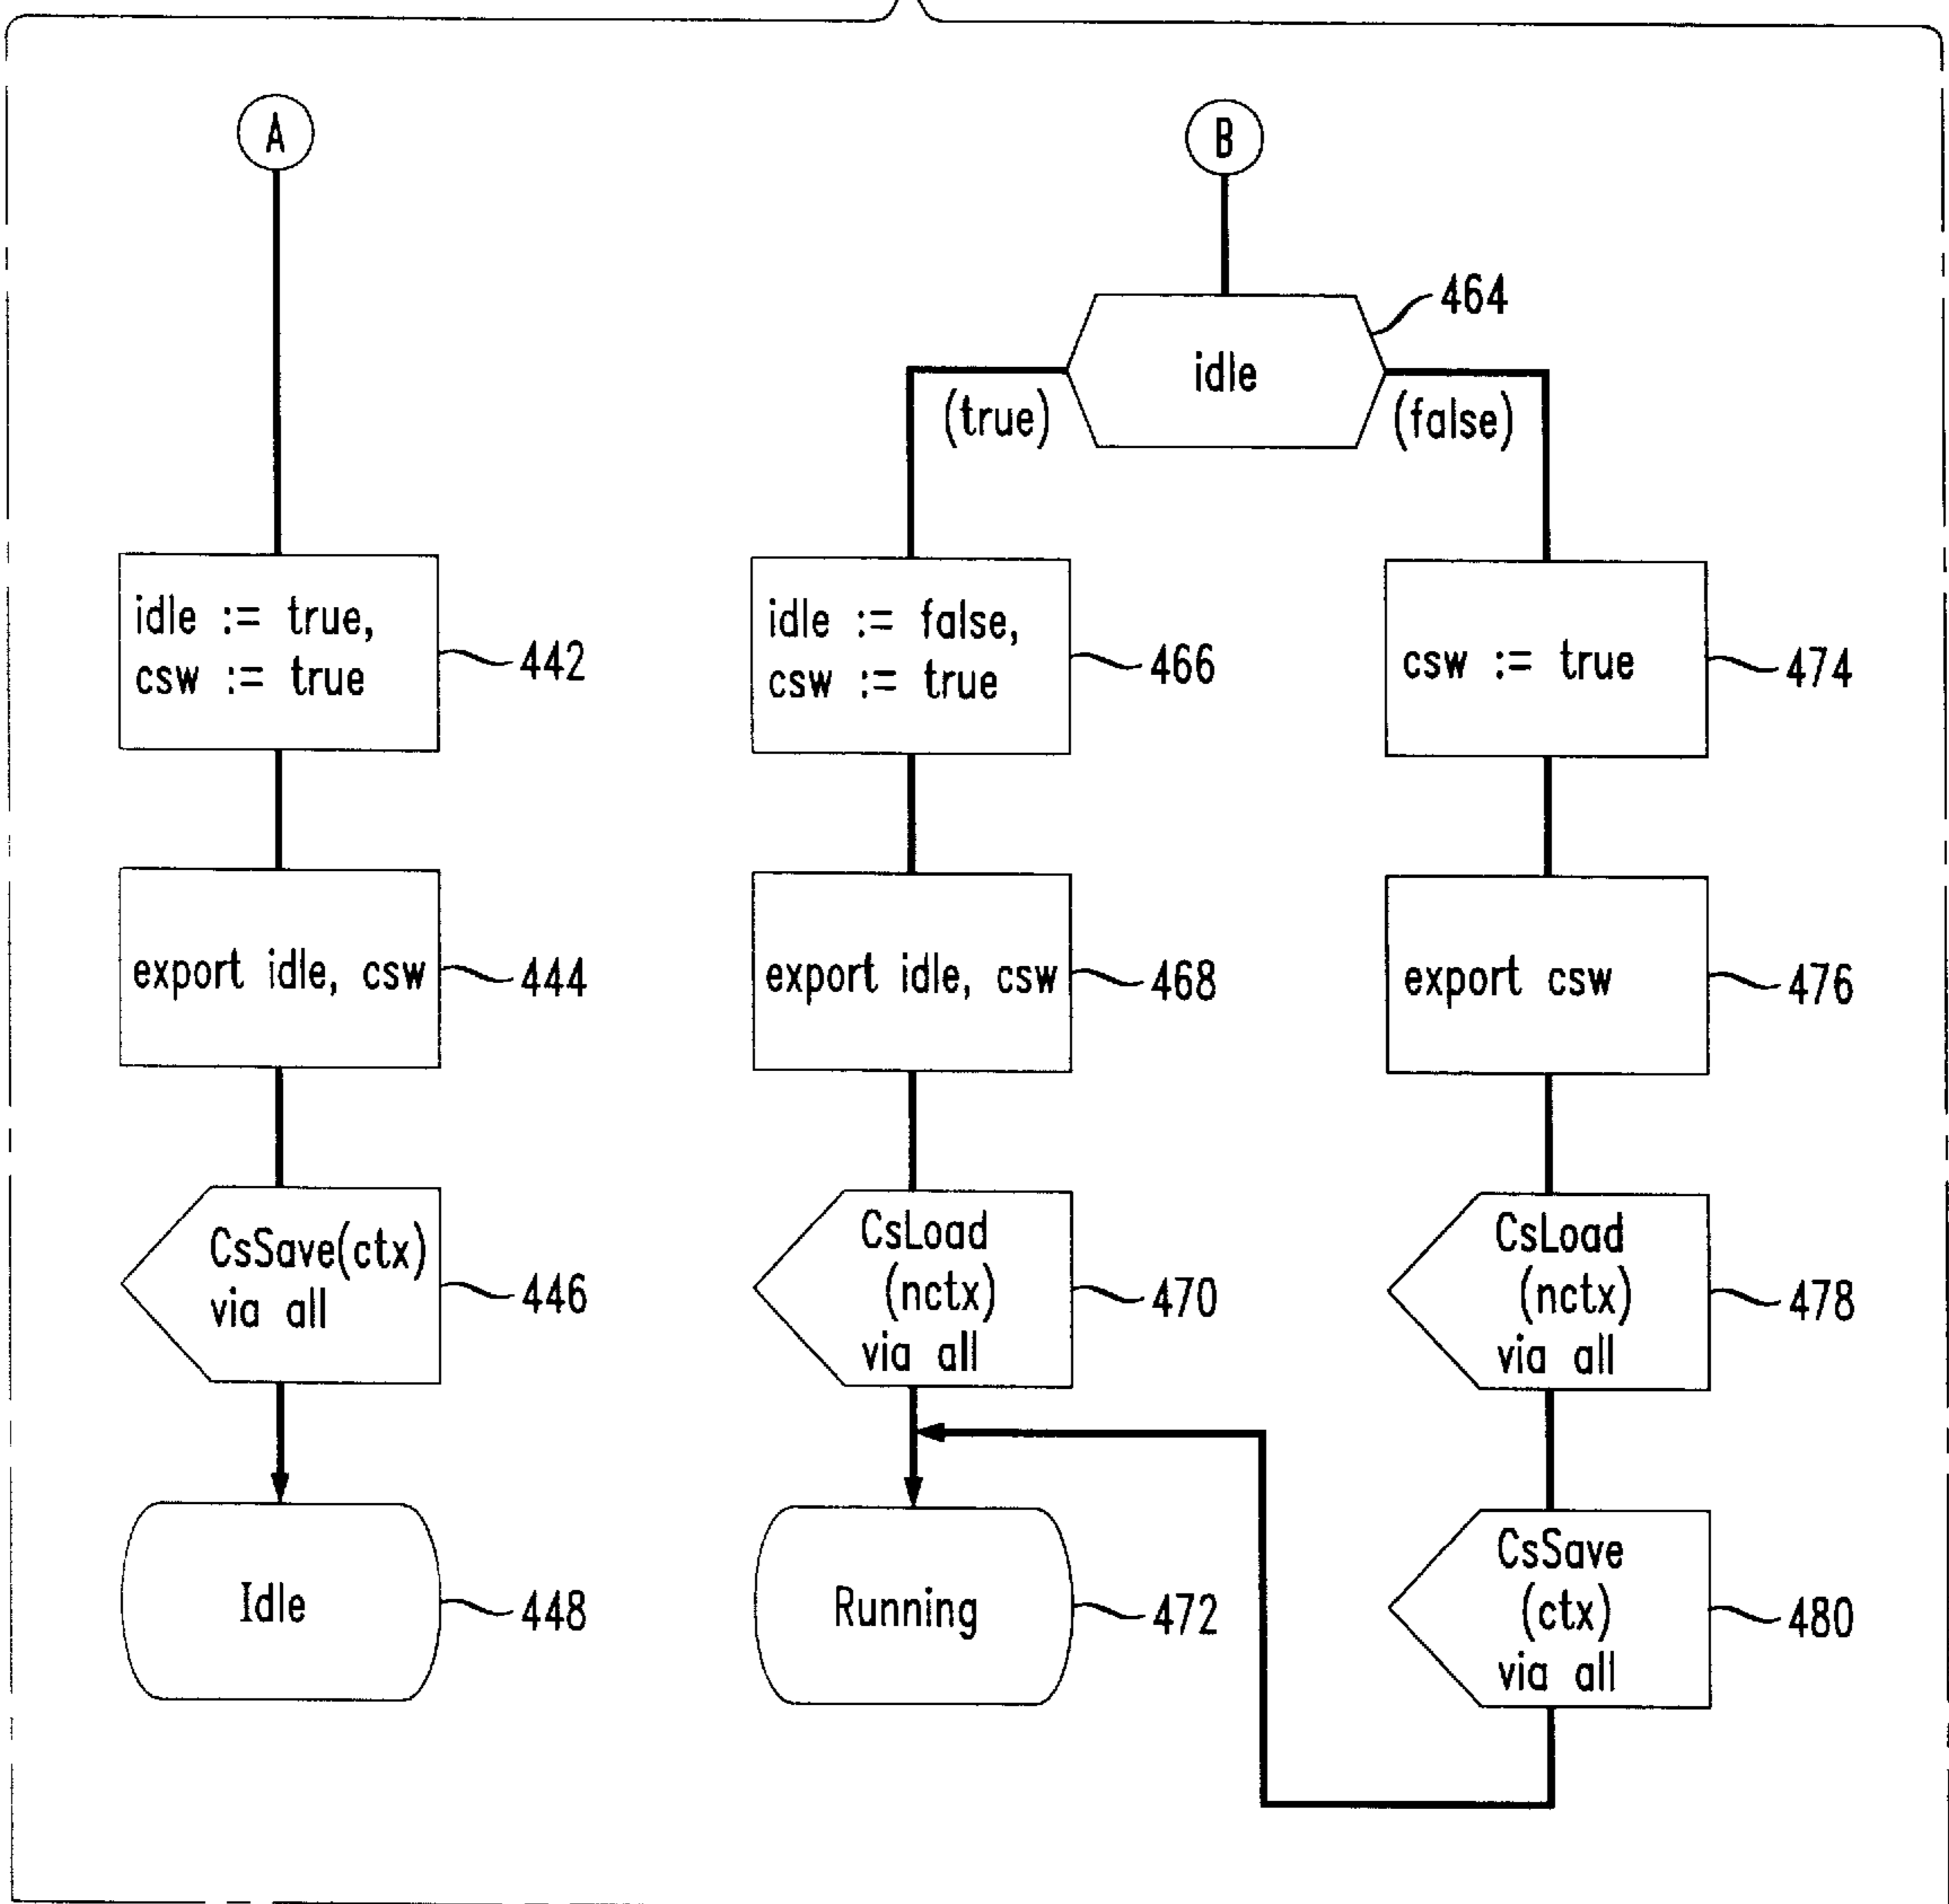 A
B
464
idle
(true)
(false)
idle := true,
csw := true
442
idle := false,
csw := true
466
csw := true
474
export idle, csw
444
export idle, csw
468
export csw
476
CsSave(ctx)
via all
446
CsLoad
(nctx)
via all
470
CsLoad
(nctx)
via all
478
Idle
448
Running
472
CsSave
(ctx)
via all
480